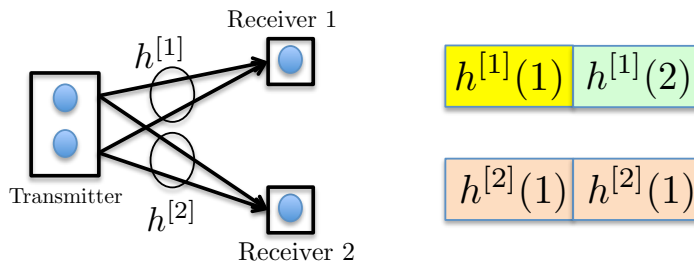 Receiver 1
h^{[1]}
h^{[1]}(1) h^{[1]}(2)
Transmitter
h^{[2]}(1) h^{[2]}(1)
h^{[2]}
Receiver 2